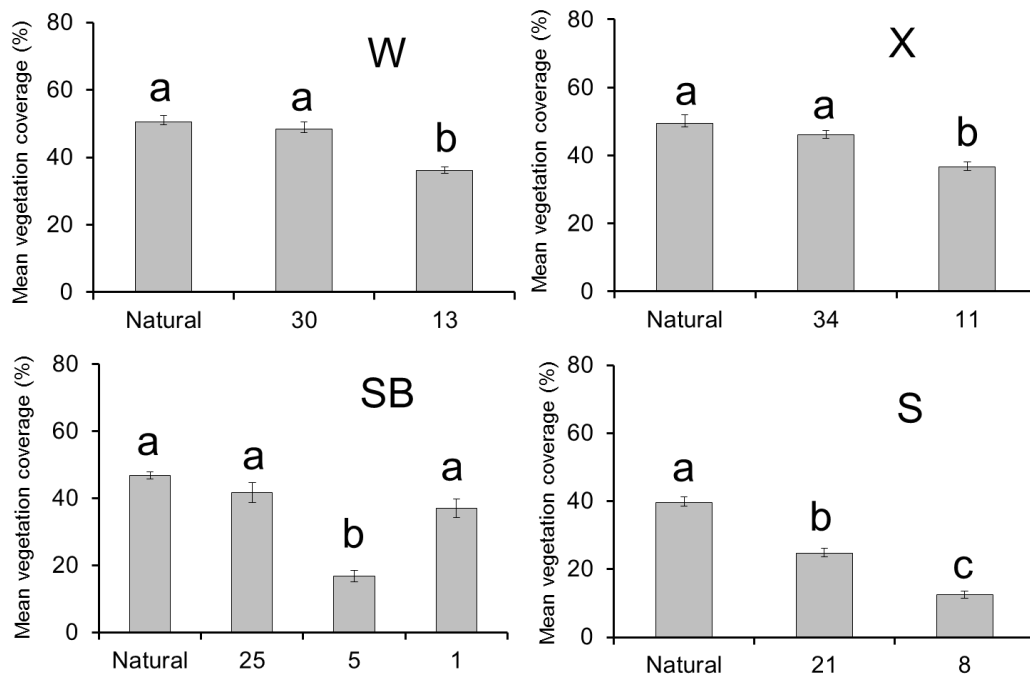 Mean vegetation coverage (%)
80
60
40
20
0
W
a
a
b
Natural 30 13
Mean vegetation coverage (%)
80
60
40
20
0
X
a
a
b
Natural 34 11
Mean vegetation coverage (%)
80
60
40
20
0
SB
a
a
b
a
Natural 25 5 1
Mean vegetation coverage (%)
80
60
40
20
0
S
a
b
c
Natural 21 8